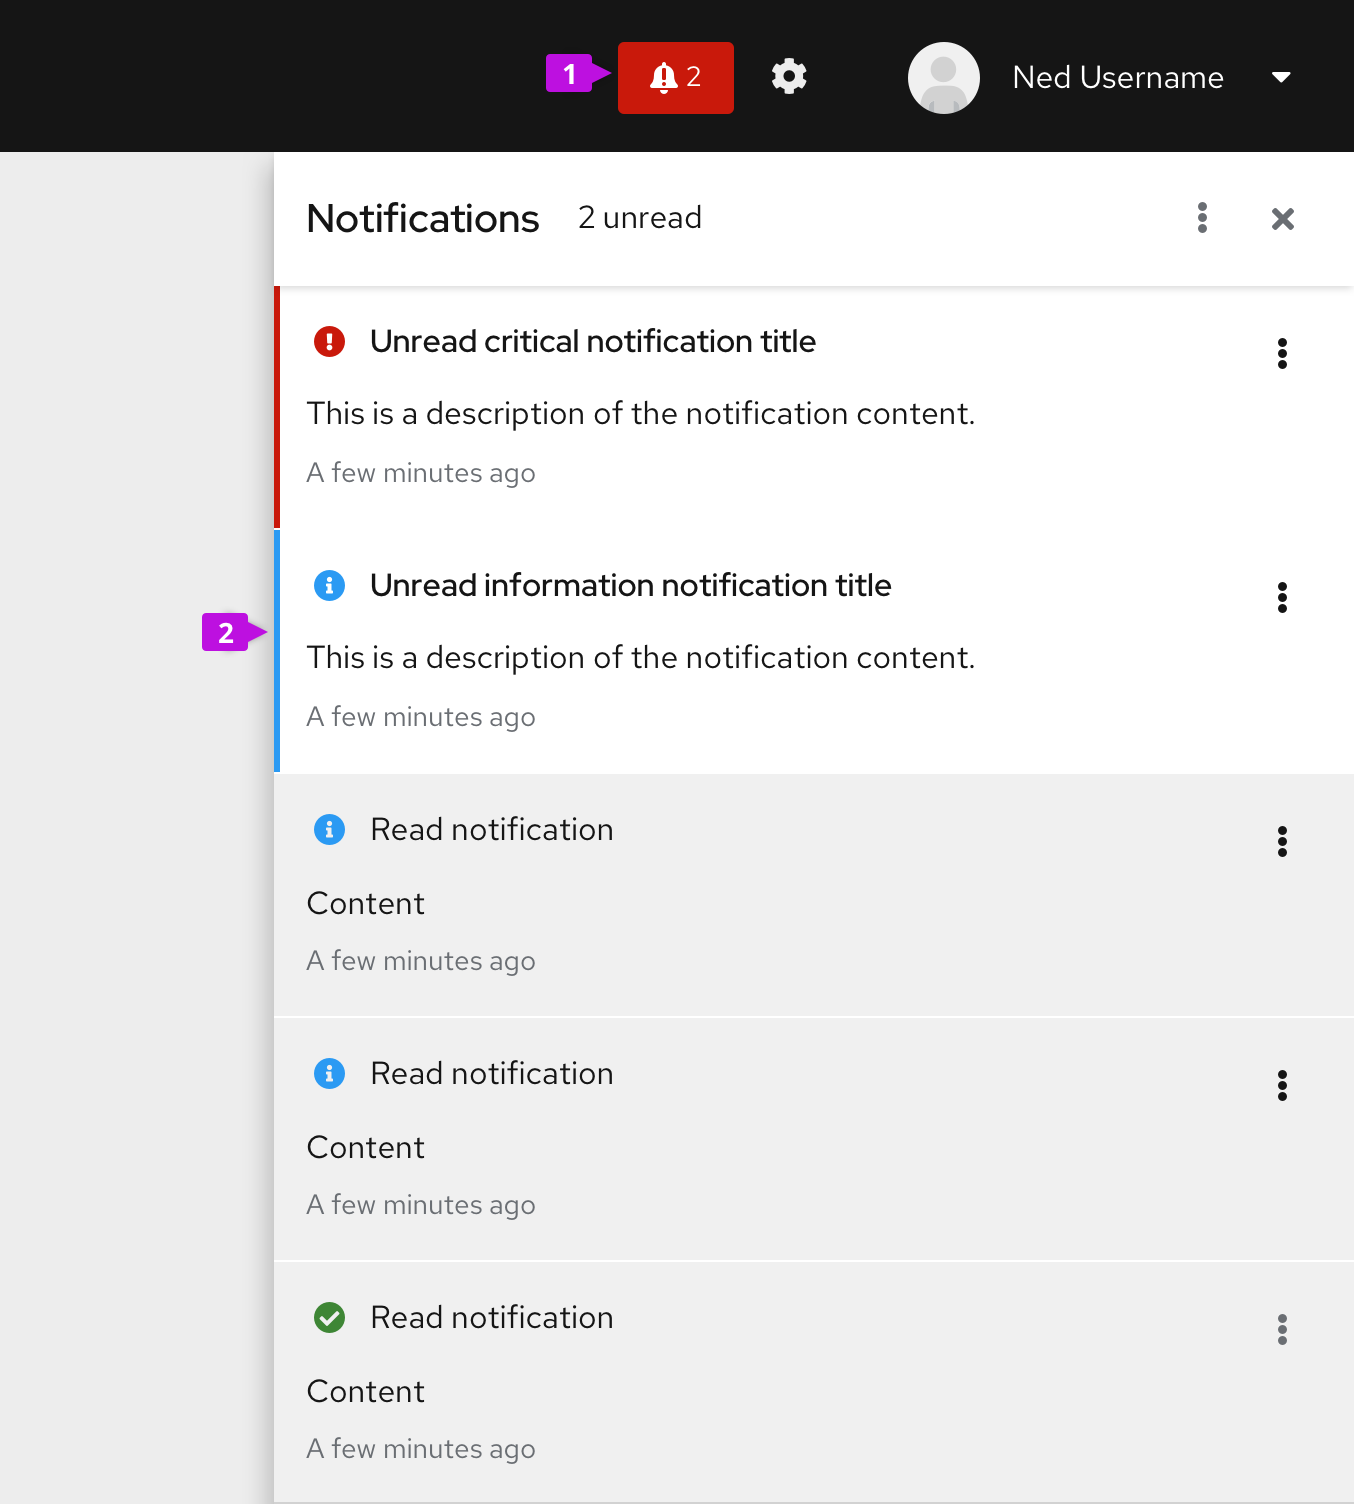 1
2
Ned Username
Notifications 2 unread
Unread critical notification title
This is a description of the notification content.
A few minutes ago
Unread information notification title
2
This is a description of the notification content.
A few minutes ago
Read notification
Content
A few minutes ago
Read notification
Content
A few minutes ago
Read notification
Content
A few minutes ago